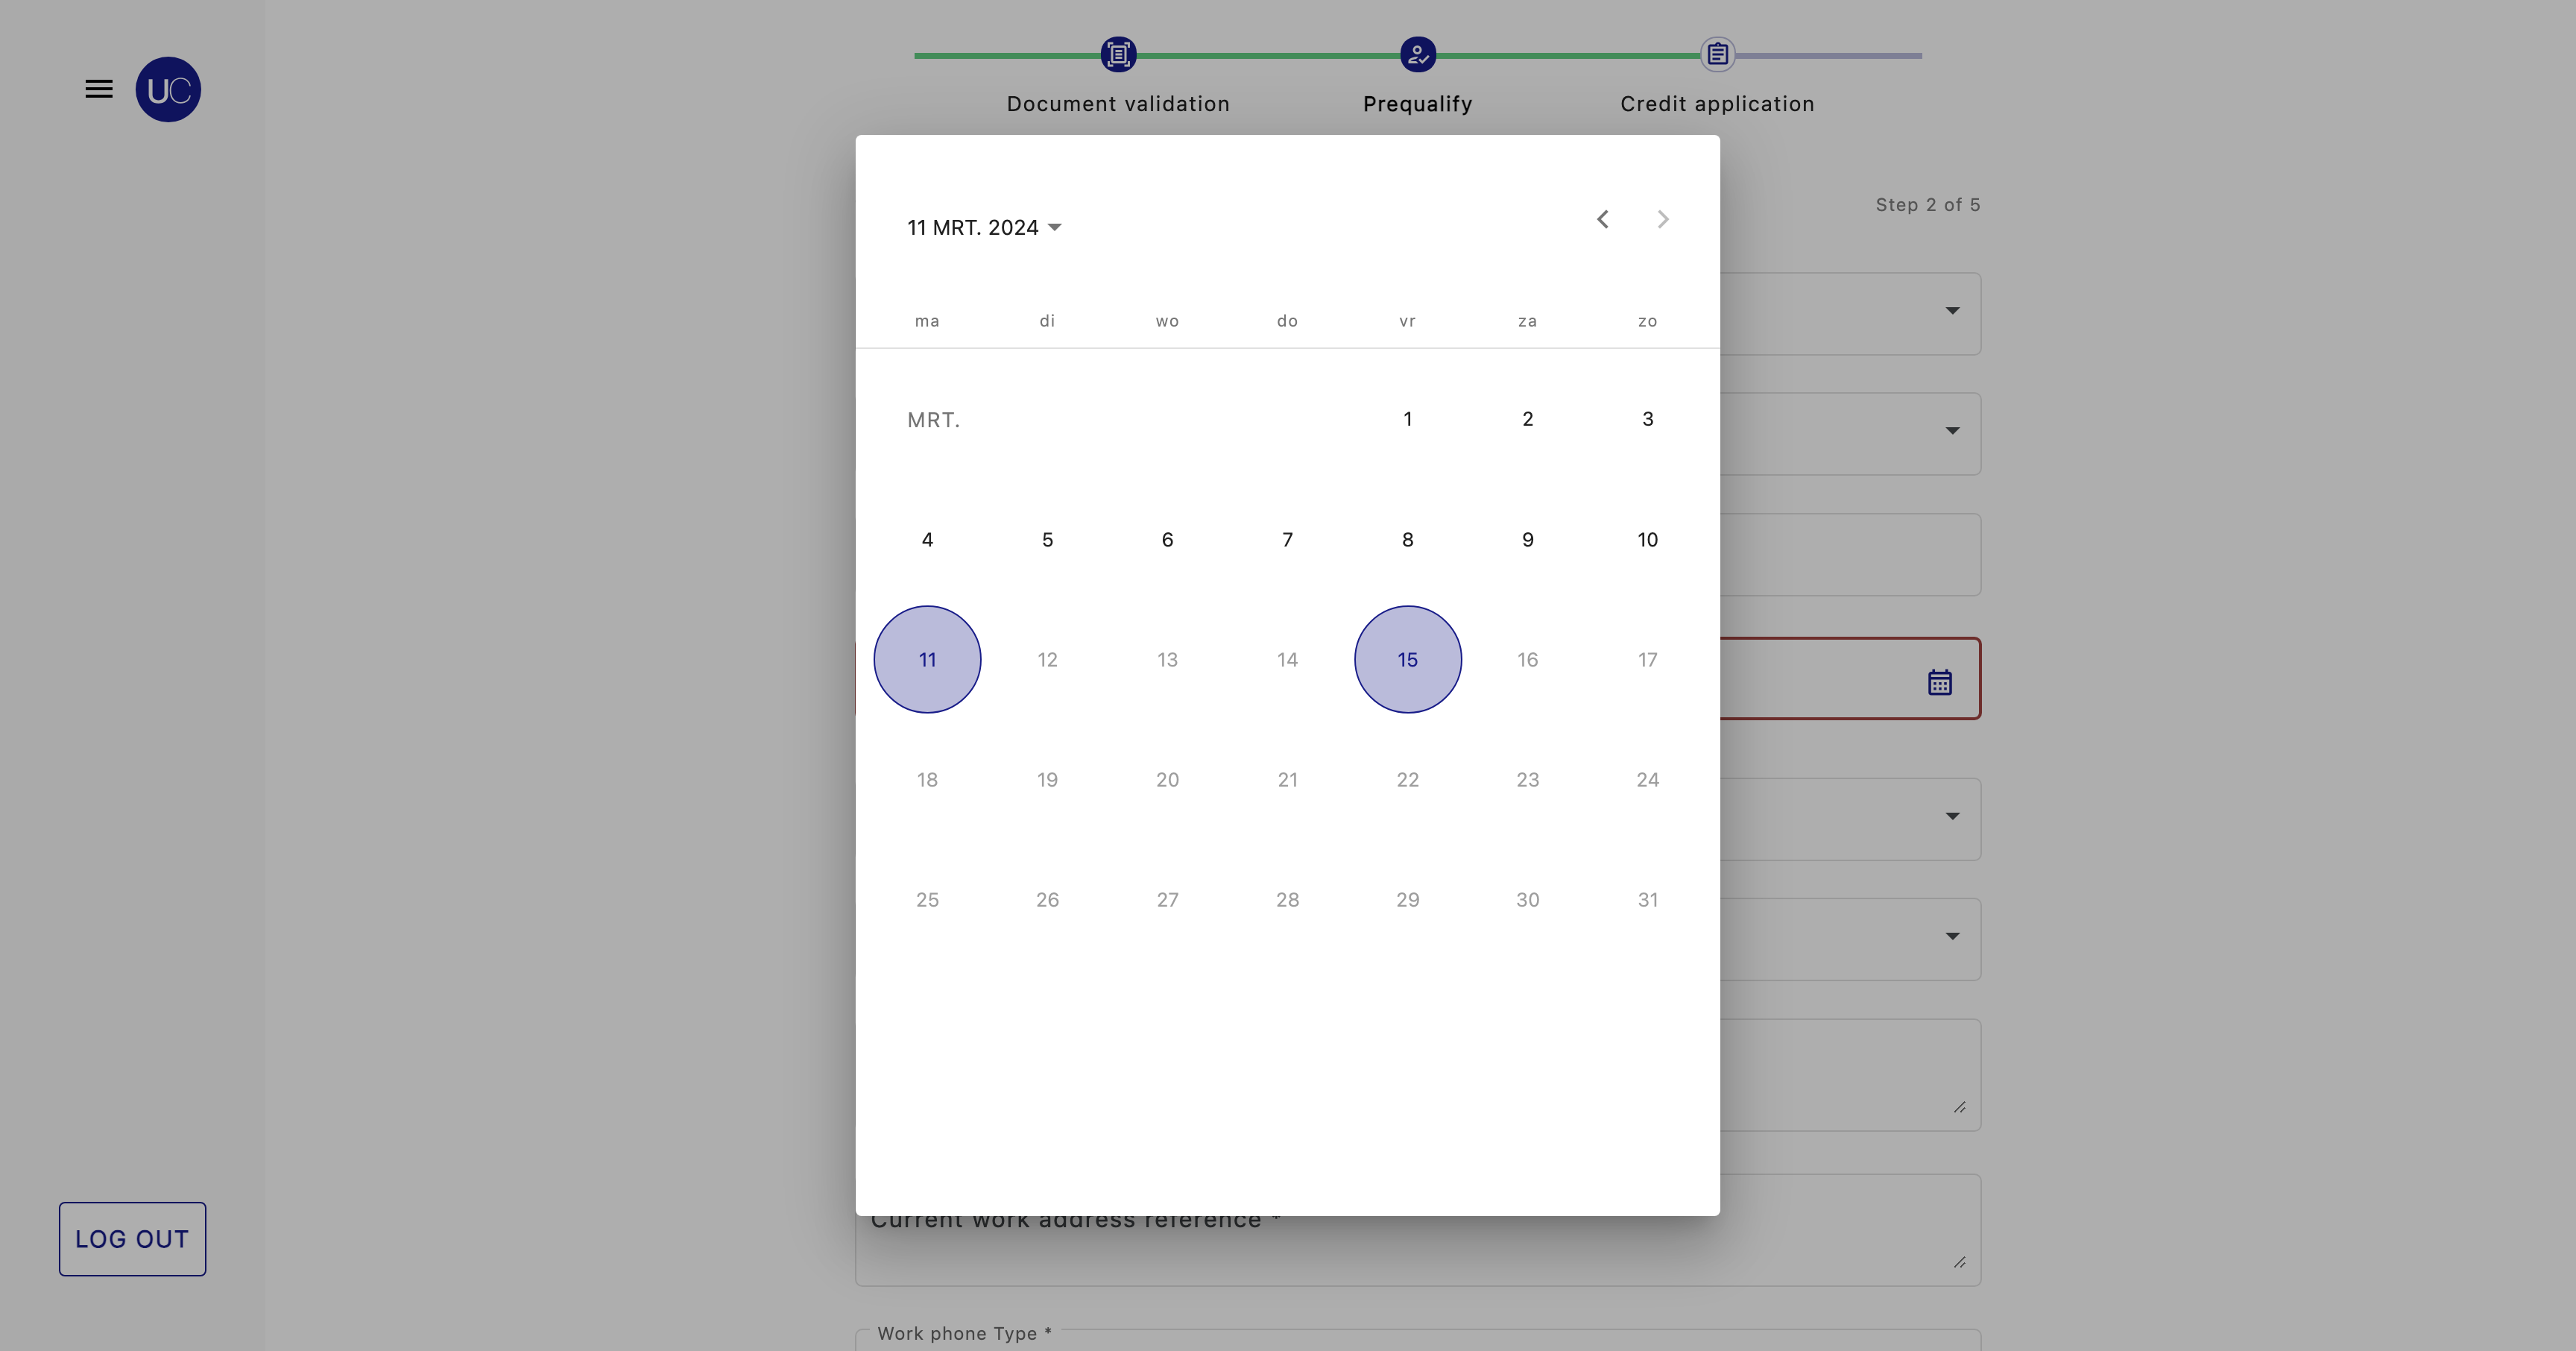 UC
Document validation
Prequalify
Credit application
Step 2 of 5
11 MRT. 2024
ma di wo do vr za zo
MRT. 1 2 3
4 5 6 7 8 9 10
11 12 13 14 15 16 17
18 19 20 21 22 23 24
25 26 27 28 29 30 31
Current work address reference *
LOG OUT
Work phone Type *